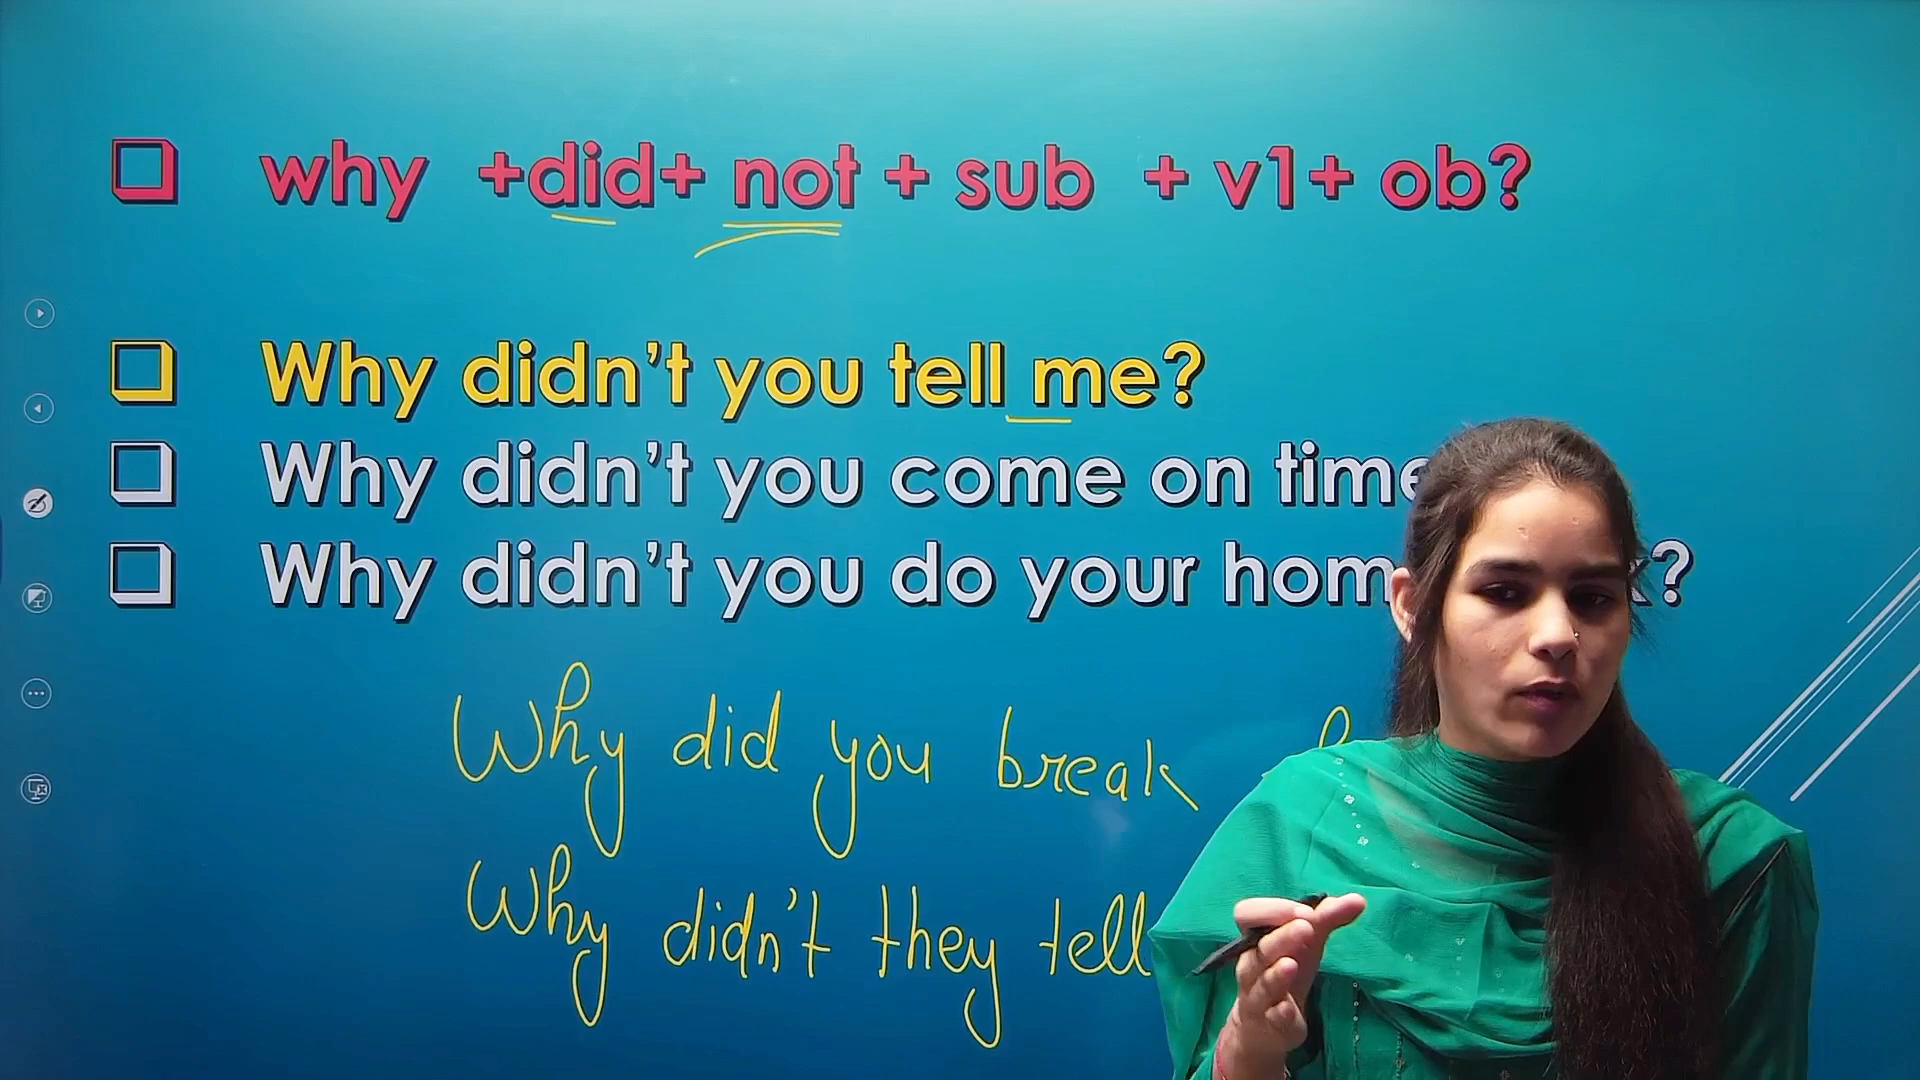 why +did+ not + sub + v1+ ob?
Why didn't you tell me?
Why didn't you come on time
Why didn't you do your hom ?
Why did you break
Why didn't they tell